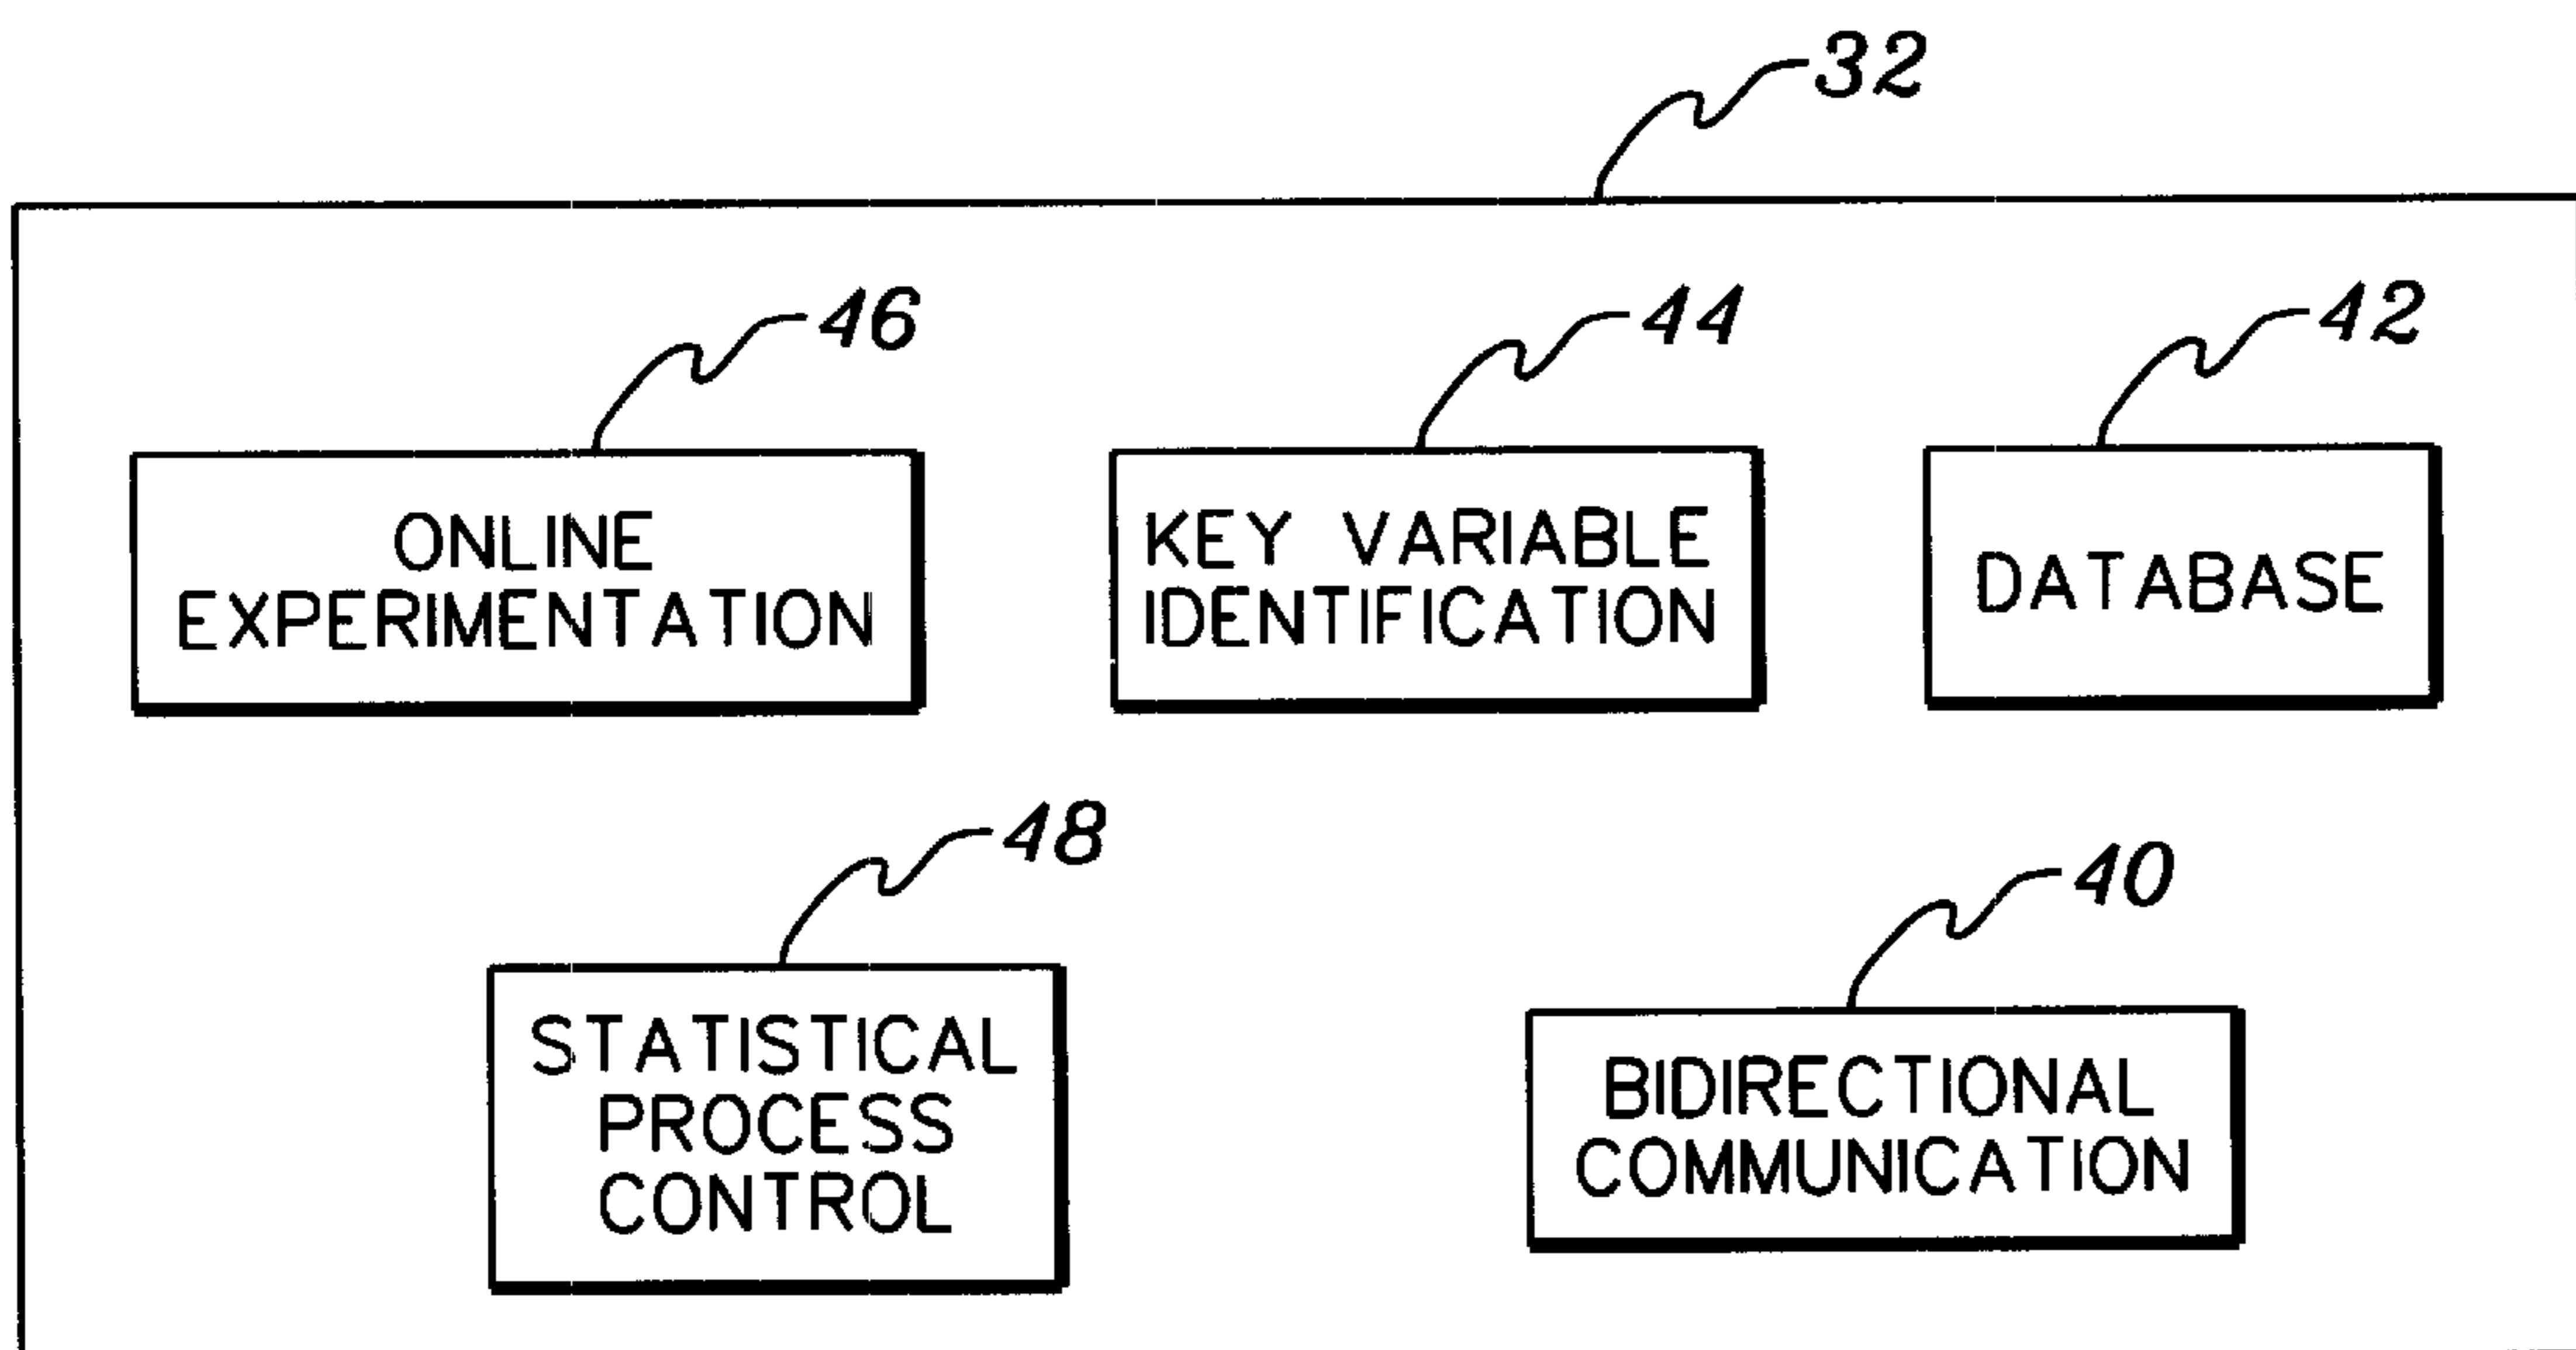 32
46
44
42
ONLINE
EXPERIMENTATION
KEY VARIABLE
IDENTIFICATION
DATABASE
48
40
STATISTICAL
PROCESS
CONTROL
BIDIRECTIONAL
COMMUNICATION